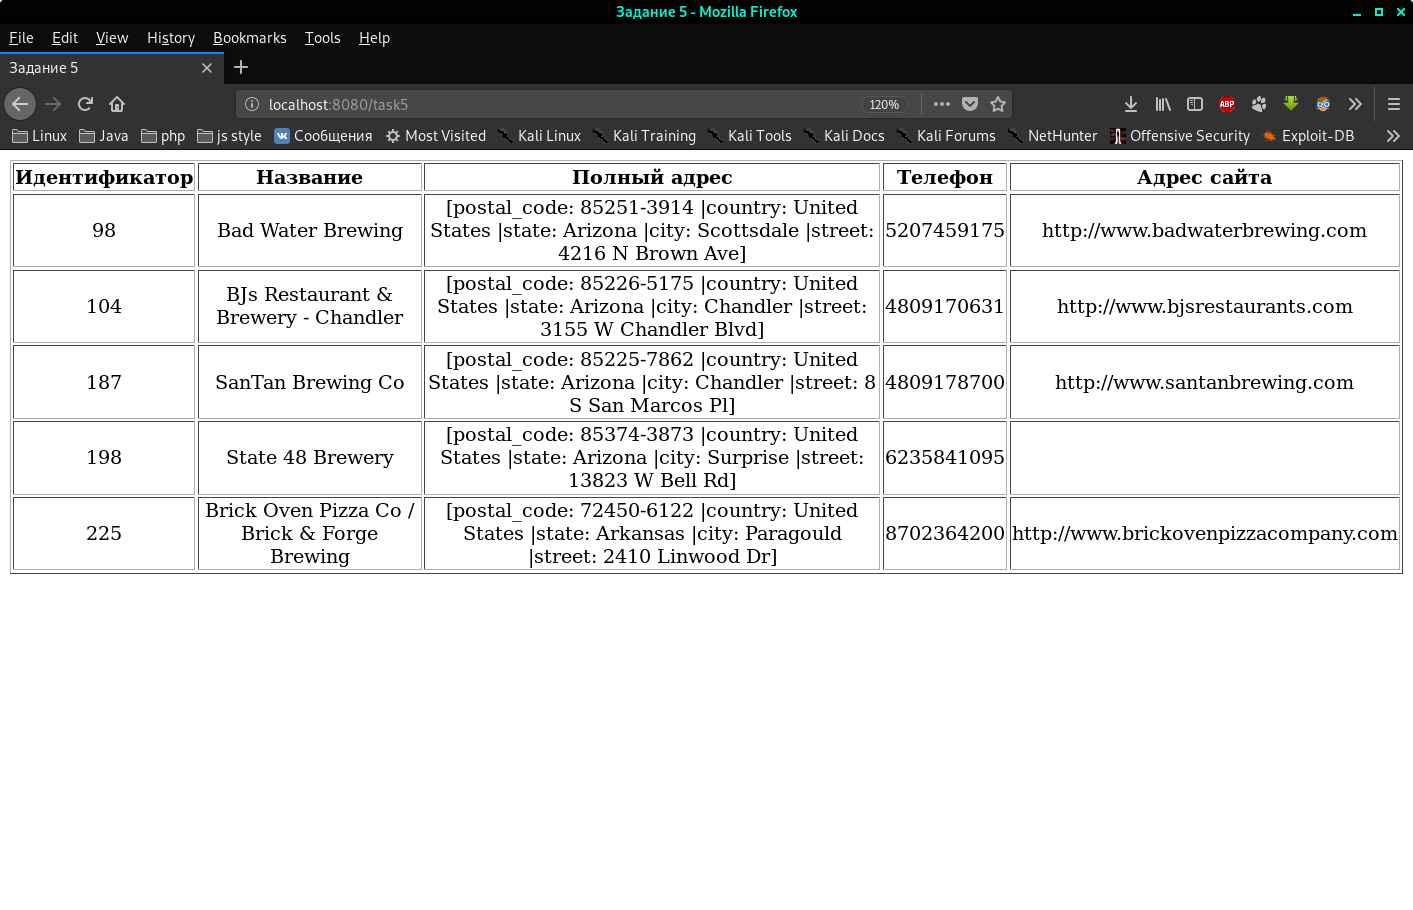 Задание 5 - Mozilla Firefox
File Edit View History Bookmarks Tools Help
Задание 5
localhost:8080/task5 120%
ABP
Linux Java php js style Сообщения Most Visited Kali Linux Kali Training Kali Tools Kali Docs Kali Forums NetHunter Offensive Security Exploit-DB
Идентификатор Название Полный адрес Телефон Адрес сайта
98 Bad Water Brewing [postal_code: 85251-3914 |country: United
States |state: Arizona |city: Scottsdale |street:
4216 N Brown Ave] 5207459175 http://www.badwaterbrewing.com
104 BJs Restaurant &
Brewery - Chandler [postal_code: 85226-5175 |country: United
States |state: Arizona |city: Chandler |street:
3155 W Chandler Blvd] 4809170631 http://www.bjsrestaurants.com
187 SanTan Brewing Co [postal_code: 85225-7862 |country: United
States |state: Arizona |city: Chandler |street: 8
S San Marcos Pl] 4809178700 http://www.santanbrewing.com
198 State 48 Brewery [postal_code: 85374-3873 |country: United
States |state: Arizona |city: Surprise |street:
13823 W Bell Rd] 6235841095
225 Brick Oven Pizza Co /
Brick & Forge
Brewing [postal_code: 72450-6122 |country: United
States |state: Arkansas |city: Paragould
|street: 2410 Linwood Dr] 8702364200 http://www.brickovenpizzacompany.com